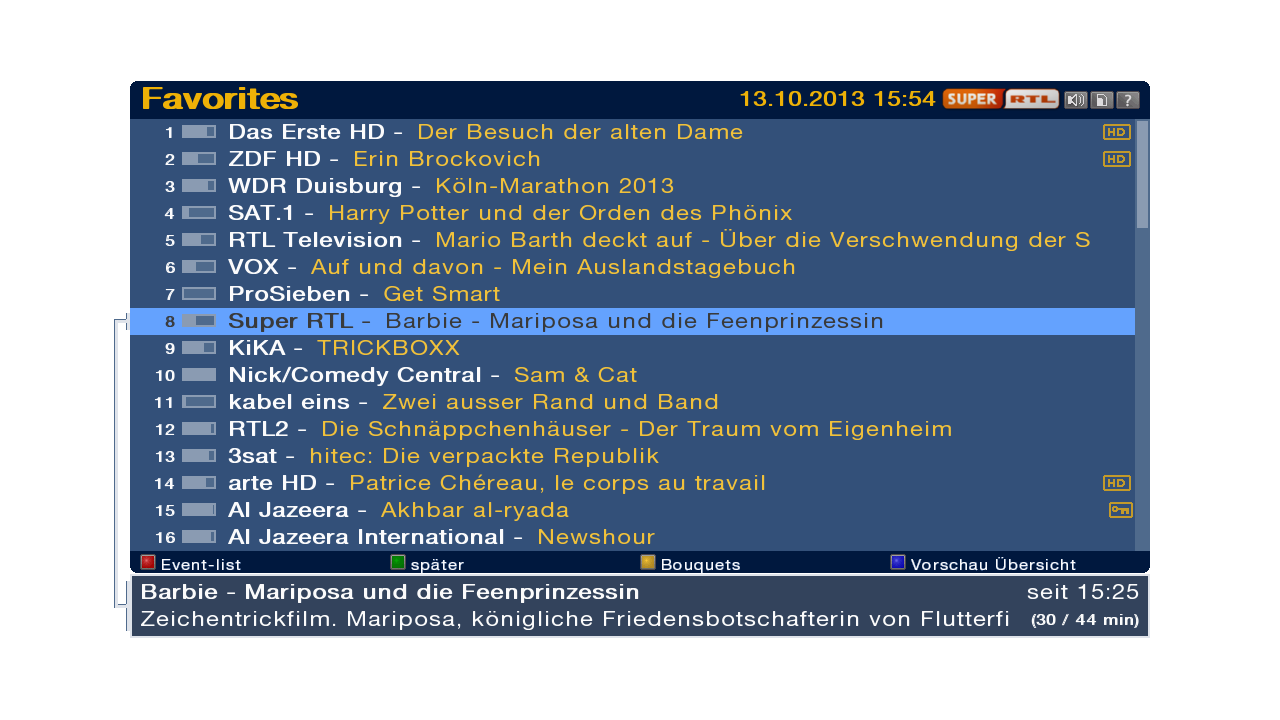 Favorites 13.10.2013 15:54 SUPER RTL ?
1 Das Erste HD - Der Besuch der alten Dame HD
2 ZDF HD - Erin Brockovich HD
3 WDR Duisburg - Köln-Marathon 2013
4 SAT.1 - Harry Potter und der Orden des Phönix
5 RTL Television - Mario Barth deckt auf - Über die Verschwendung der S
6 VOX - Auf und davon - Mein Auslandstagebuch
7 ProSieben - Get Smart
8 Super RTL - Barbie - Mariposa und die Feenprinzessin
9 KiKA - TRICKBOXX
10 Nick/Comedy Central - Sam & Cat
11 kabel eins - Zwei ausser Rand und Band
12 RTL2 - Die Schnäppchenhäuser - Der Traum vom Eigenheim
13 3sat - hitec: Die verpackte Republik
14 arte HD - Patrice Chéreau, le corps au travail HD
15 Al Jazeera - Akhbar al-ryada
16 Al Jazeera International - Newshour
Event-list später Bouquets Vorschau Übersicht
Barbie - Mariposa und die Feenprinzessin seit 15:25
Zeichentrickfilm. Mariposa, königliche Friedensbotschafterin von Flutterfi (30 / 44 min)